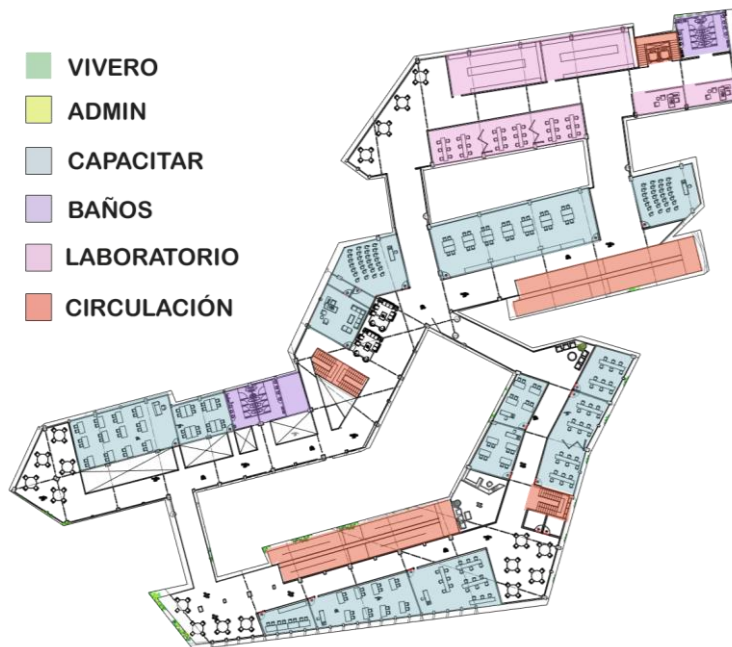 VIVERO
ADMIN
CAPACITAR
BAÑOS
LABORATORIO
CIRCULACIÓN